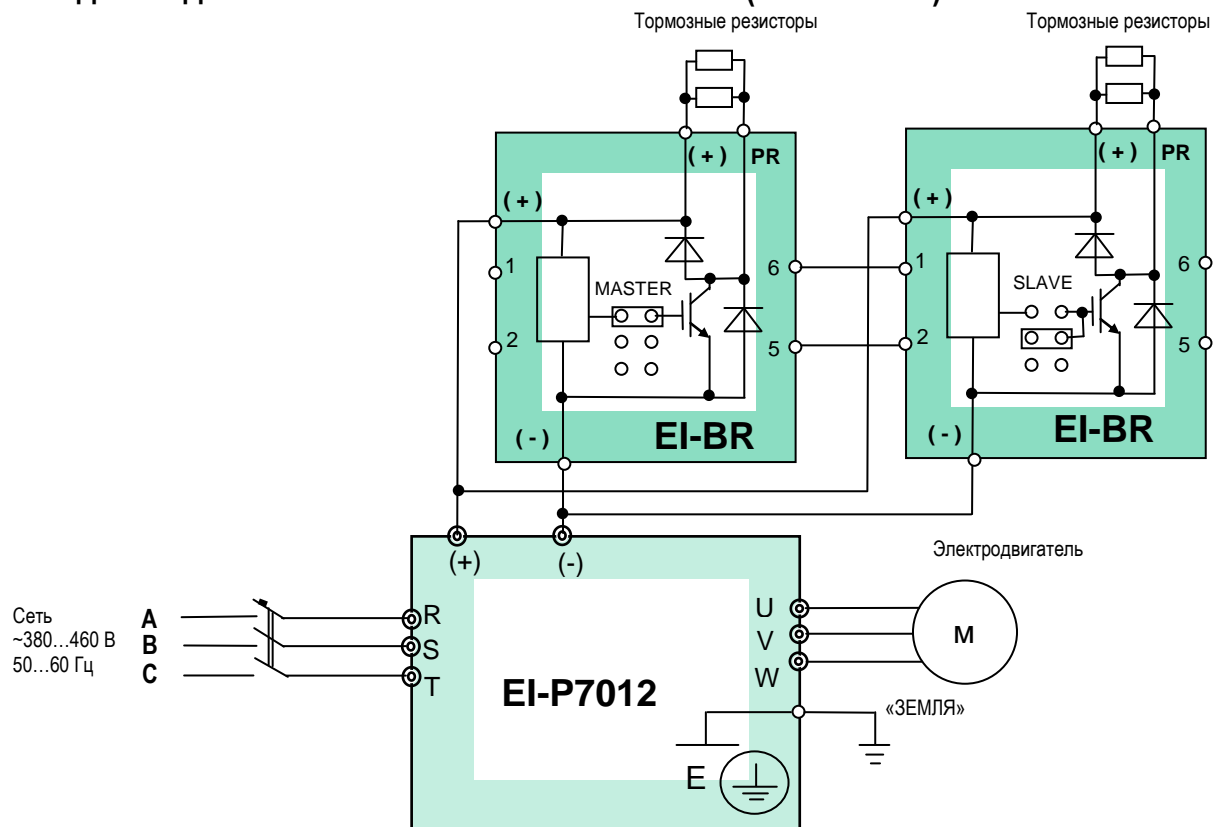 Тормозные резисторы
Тормозные резисторы
(+) PR
(+) PR
(+)
(+)
1
6
1
6
MASTER
SLAVE
2
5
2
5
(-)
EI-BR
(-)
EI-BR
(+)
(-)
Электродвигатель
Сеть
~380...460 В
50...60 Гц
A
B
C
R
S
T
U
V
W
M
EI-P7012
«ЗЕМЛЯ»
E